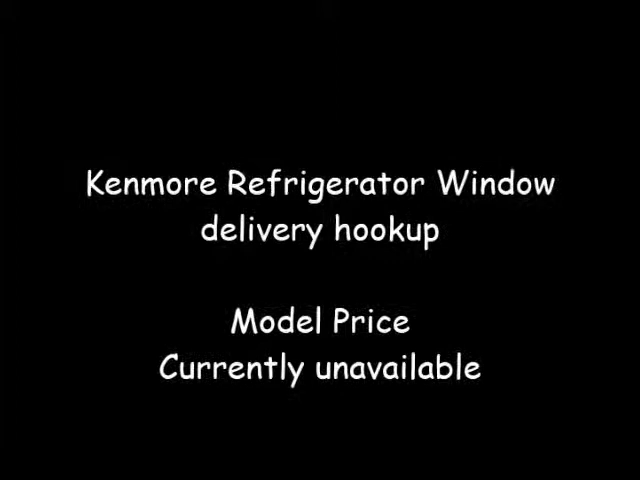 Kenmore Refrigerator Window
delivery hookup
Model Price
Currently unavailable